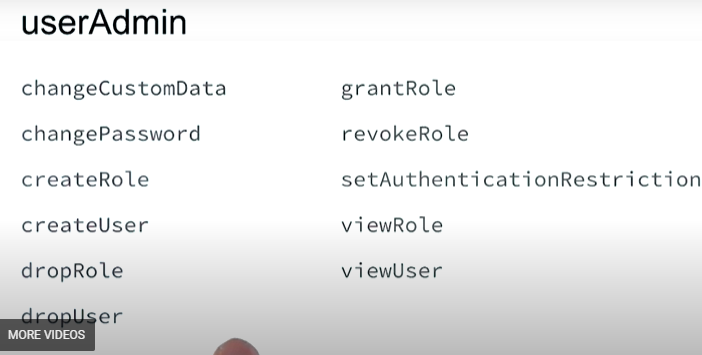 userAdmin
changeCustomData
changePassword
createRole
createUser
dropRole
dropUser
grantRole
revokeRole
setAuthenticationRestriction
viewRole
viewUser
MORE VIDEOS